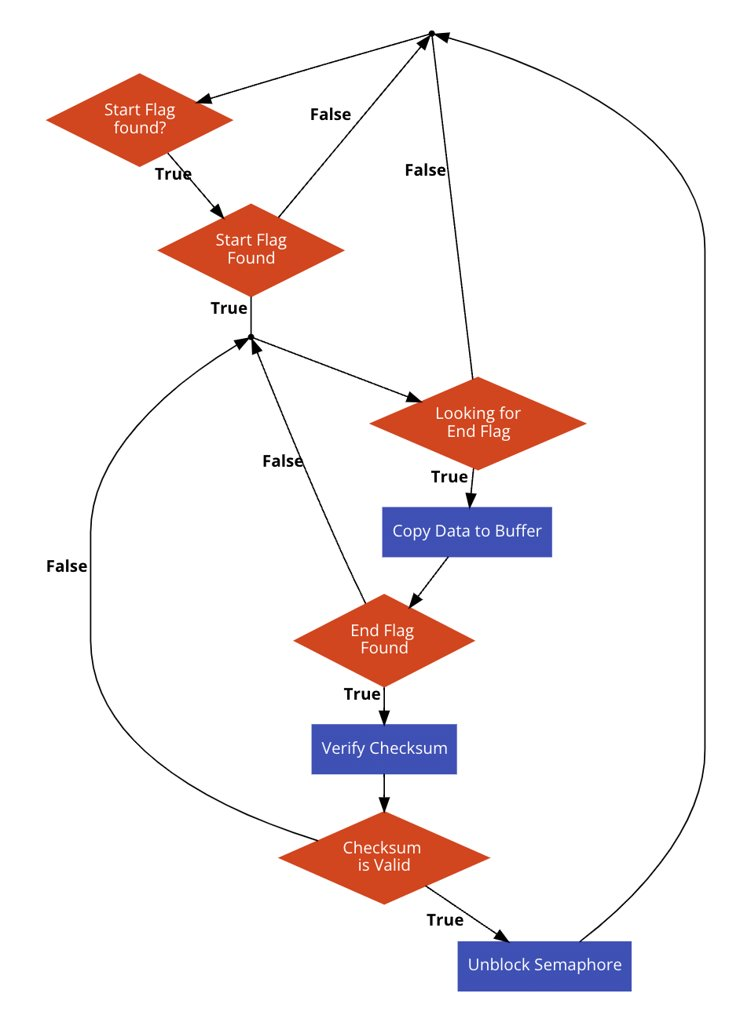 Start Flag
found?
False
True
False
Start Flag
Found
True
Looking for
End Flag
False
True
Copy Data to Buffer
False
End Flag
Found
True
Verify Checksum
Checksum
is Valid
True
Unblock Semaphore